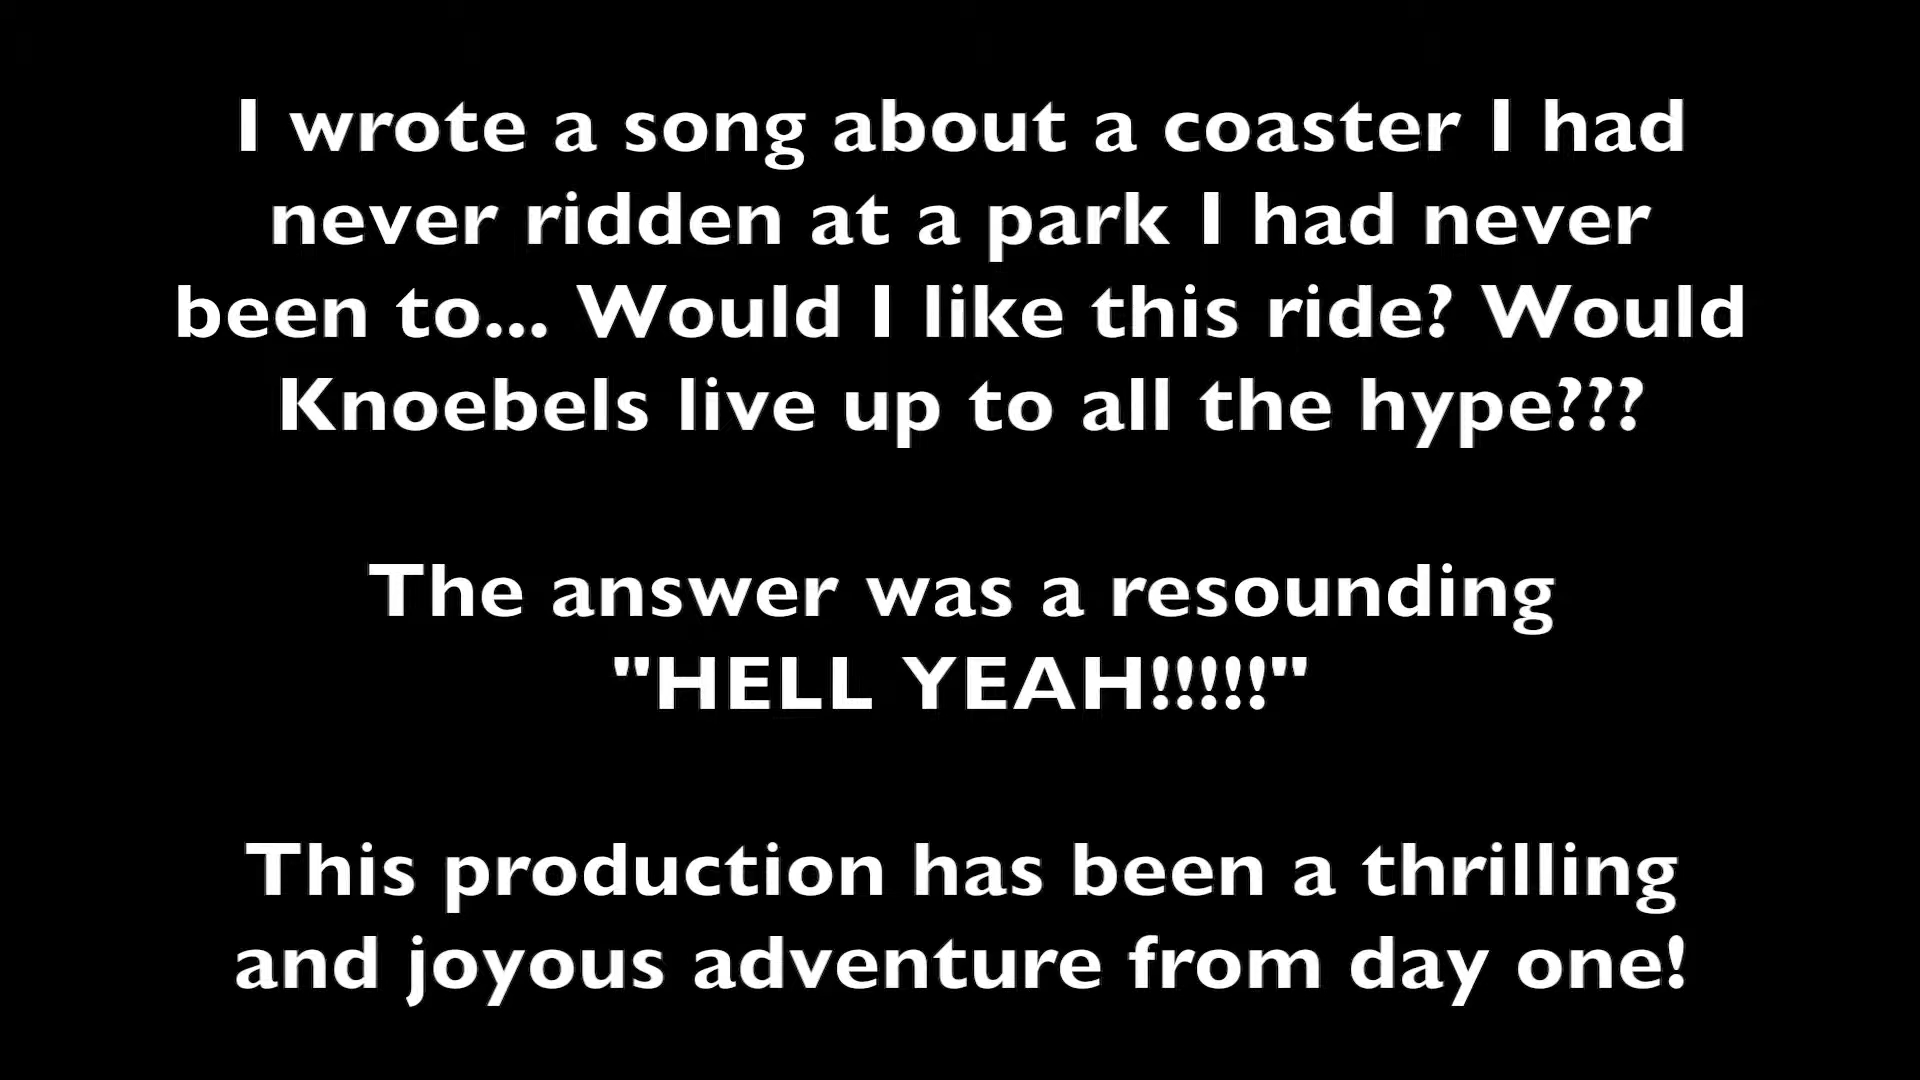 I wrote a song about a coaster I had
never ridden at a park I had never
been to... Would I like this ride? Would
Knoebels live up to all the hype???
The answer was a resounding
"HELL YEAH!!!!!"
This production has been a thrilling
and joyous adventure from day one!